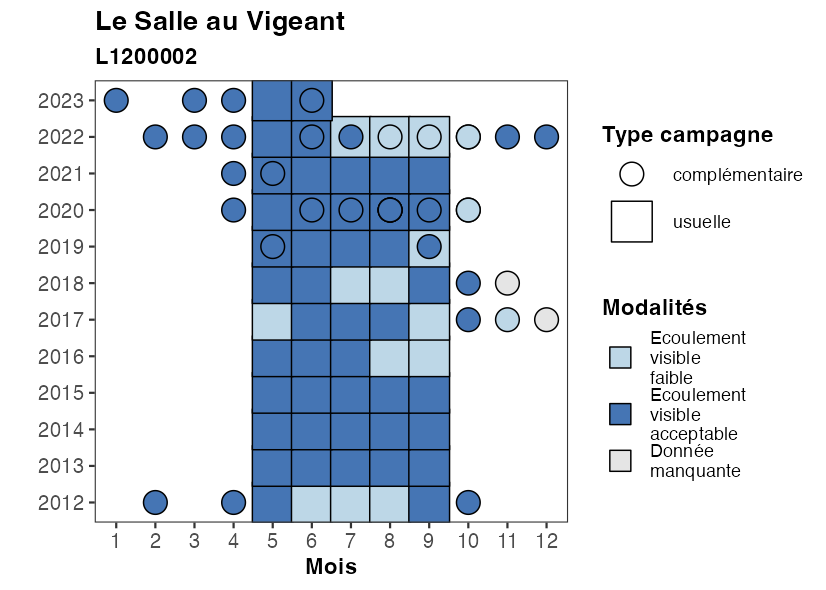 Le Salle au Vigeant
L1200002
2023
2022
2021
2020
2019
2018
2017
2016
2015
2014
2013
2012
1 2 3 4 5 6 7 8 9 10 11 12
Mois
Type campagne
complémentaire
usuelle
Modalités
Ecoulement
visible
faible
Ecoulement
visible
acceptable
Donnée
manquante